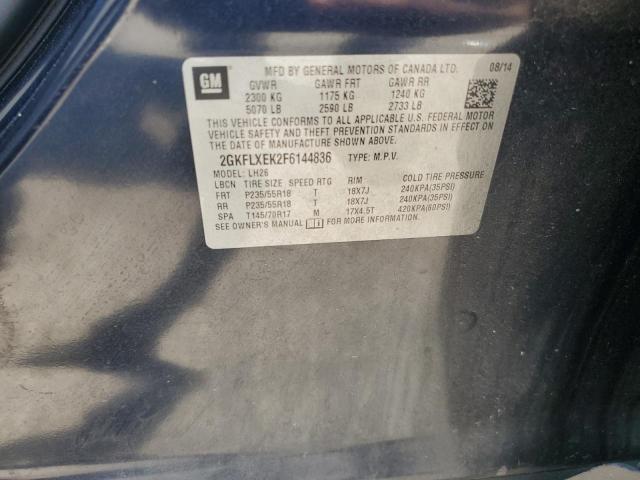 GM MFD BY GENERAL MOTORS OF CANADA LTD. 08/14
GVWR GAWR FRT GAWR RR
2300 KG 1175 KG 1240 KG
5070 LB 2590 LB 2733 LB
THIS VEHICLE CONFORMS TO ALL APPLICABLE U.S. FEDERAL MOTOR
VEHICLE SAFETY AND THEFT PREVENTION STANDARDS IN EFFECT ON
THE DATE OF MANUFACTURE SHOWN ABOVE.
2GKFLXEK2F6144836 TYPE: M.P.V.
MODEL: LH26
LBCN TIRE SIZE SPEED RTG RIM COLD TIRE PRESSURE
FRT P235/55R18 T 18X7J 240KPA(35PSI)
RR P235/55R18 T 18X7J 240KPA(35PSI)
SPA T145/70R17 M 17X4.5T 420KPA(60PSI)
SEE OWNER'S MANUAL FOR MORE INFORMATION.